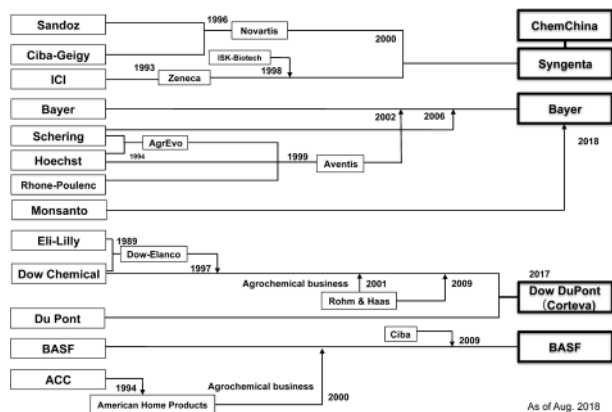 Sandoz
1996
Novartis
2000
ChemChina
Ciba-Geigy
ISK-Biotech
Syngenta
ICI
1993
Zeneca
1998
Bayer
2002
2006
Bayer
Schering
AgrEvo
2018
Hoechst
1994
1999
Aventis
Rhone-Poulenc
Monsanto
Eli-Lilly
1989
Dow-Elanco
Dow Chemical
1997
Agrochemical business
2001
2009
2017
Rohm & Haas
Dow DuPont
(Corteva)
Du Pont
Ciba
BASF
2009
BASF
ACC
1994
Agrochemical business
2000
American Home Products
As of Aug. 2018